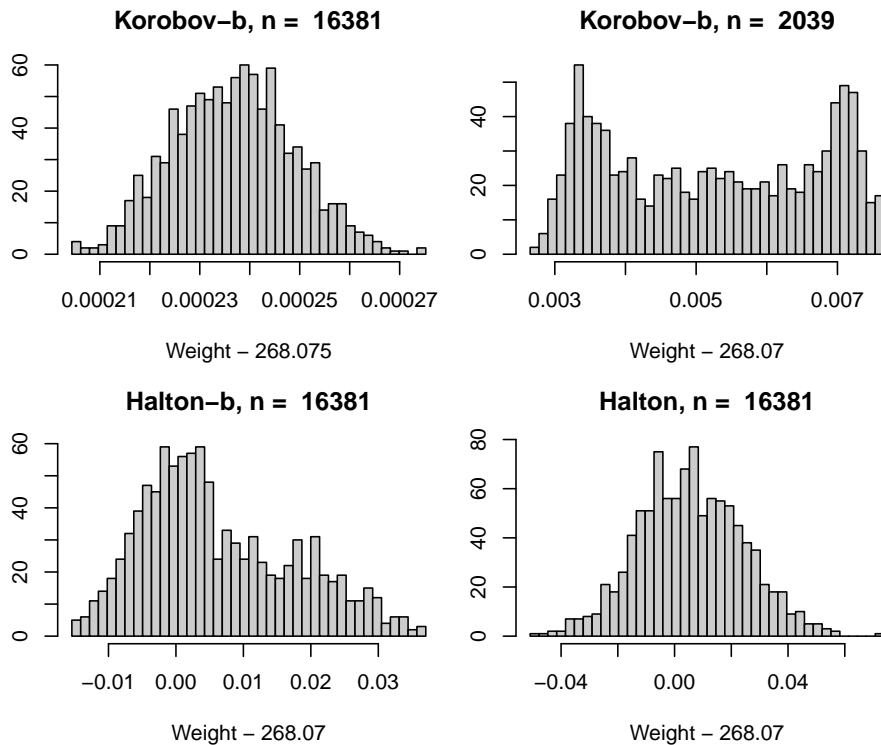 Korobov−b, n = 16381
60
40
20
0
0.00021 0.00023 0.00025 0.00027
Weight − 268.075
Korobov−b, n = 2039
40
20
0
0.003 0.005 0.007
Weight − 268.07
Halton−b, n = 16381
60
40
20
0
−0.01 0.00 0.01 0.02 0.03
Weight − 268.07
Halton, n = 16381
80
60
40
20
0
−0.04 0.00 0.04
Weight − 268.07